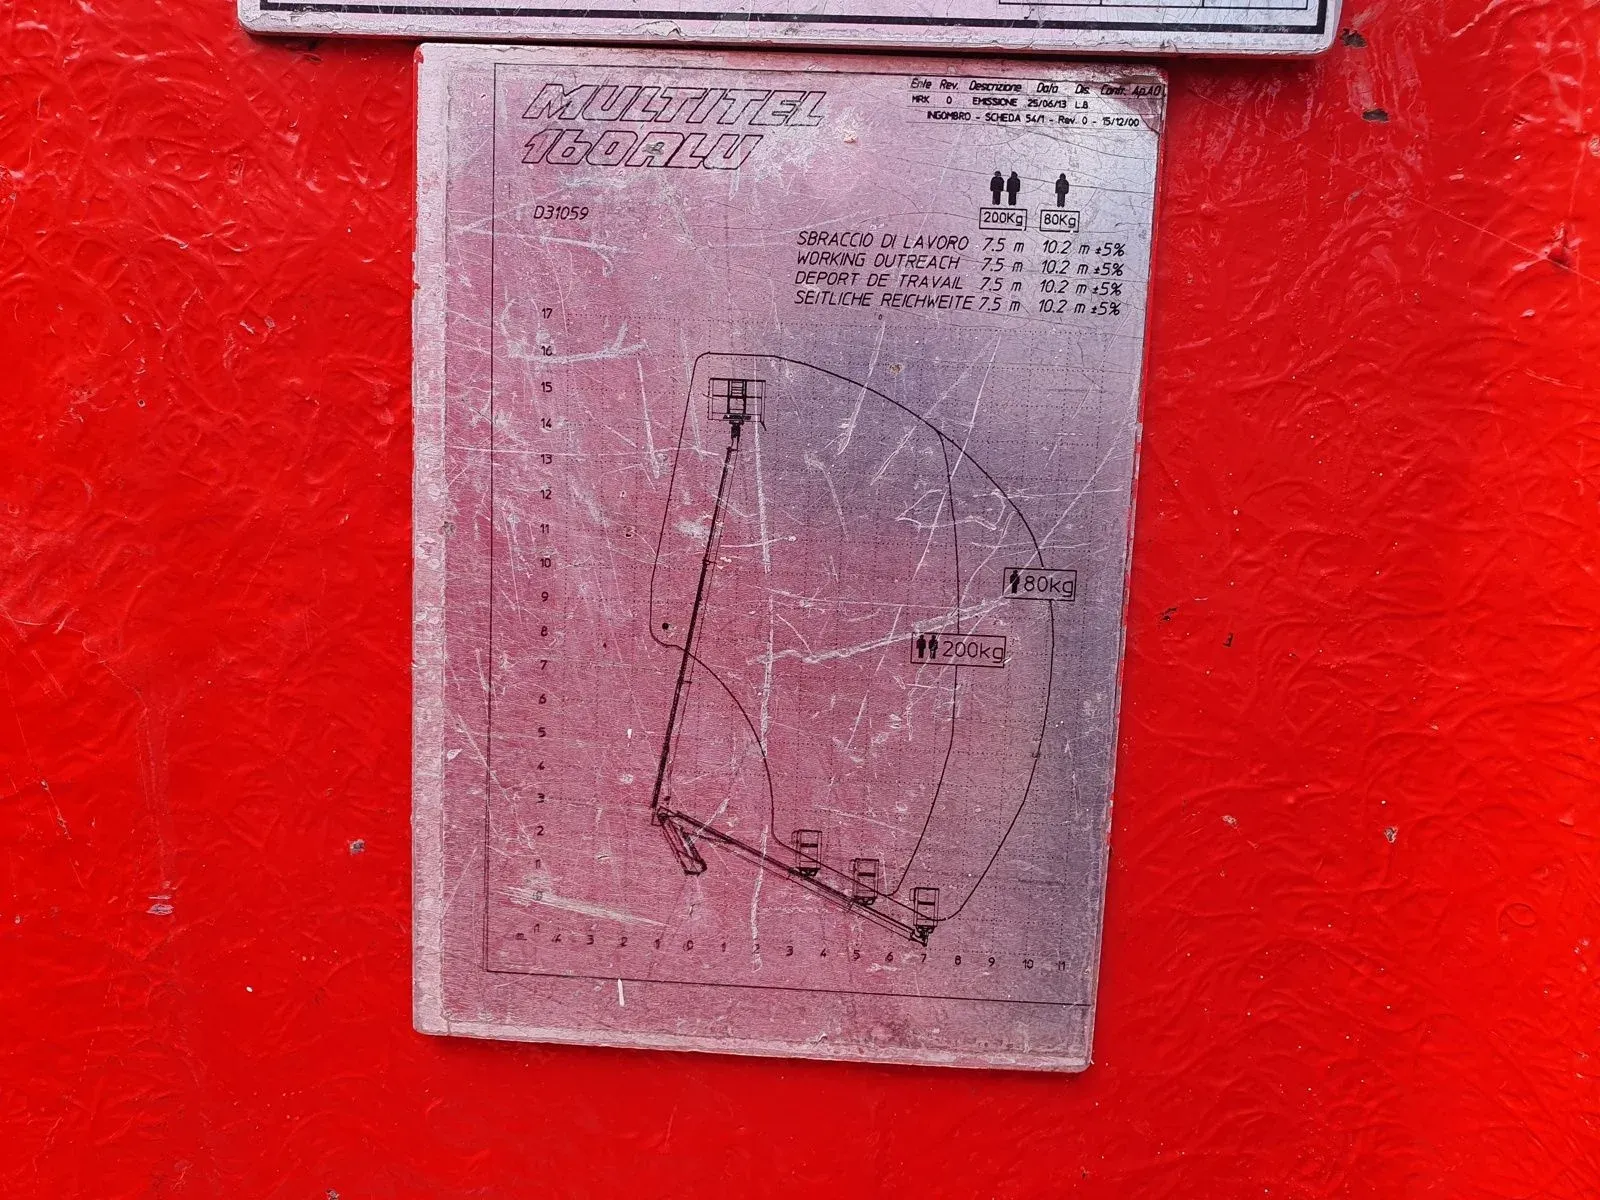 MULTITEL
160ALU
Ente Rev. Descrizione Data Dis. Contr. Ap.AD
MRX 0 EMISSIONE 25/06/13 L.B.
INGOMBRO - SCHEDA 54/1 - Rev. 0 - 15/12/00
D31059
200Kg 80Kg
SBRACCIO DI LAVORO 7.5 m 10.2 m ±5%
WORKING OUTREACH 7.5 m 10.2 m ±5%
DEPORT DE TRAVAIL 7.5 m 10.2 m ±5%
SEITLICHE REICHWEITE 7.5 m 10.2 m ±5%
17
16
15
14
13
12
11
10
9
8
7
6
5
4
3
2
1
0
1
80kg
200kg
m 4 3 2 1 0 1 2 3 4 5 6 7 8 9 10 11